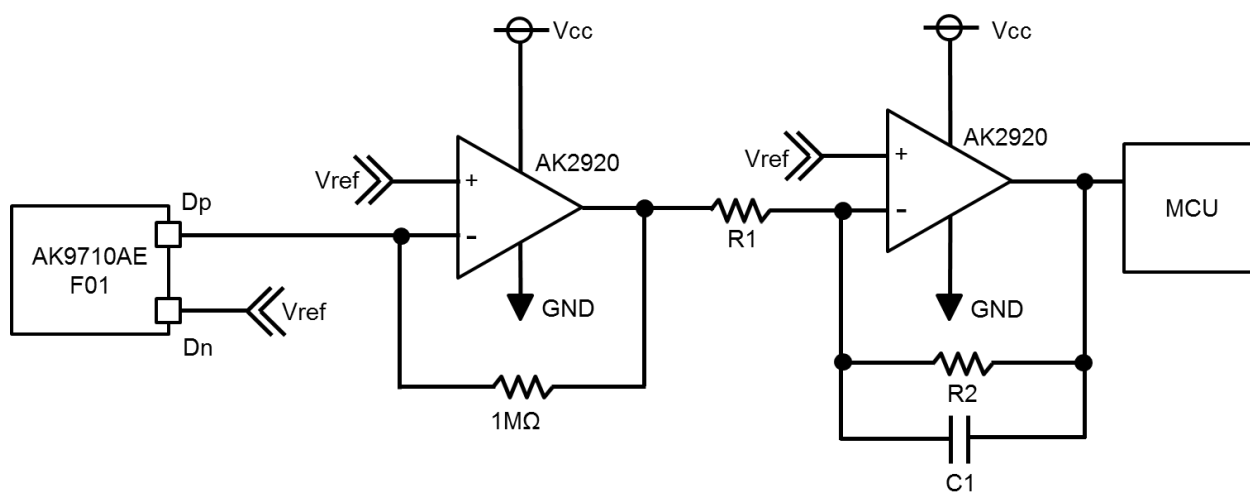 Vcc
Vcc
AK2920
AK2920
Vref
+
-
Vref
+
-
Dp
MCU
AK9710AE
F01
R1
Vref
GND
GND
Dn
R2
1MΩ
C1